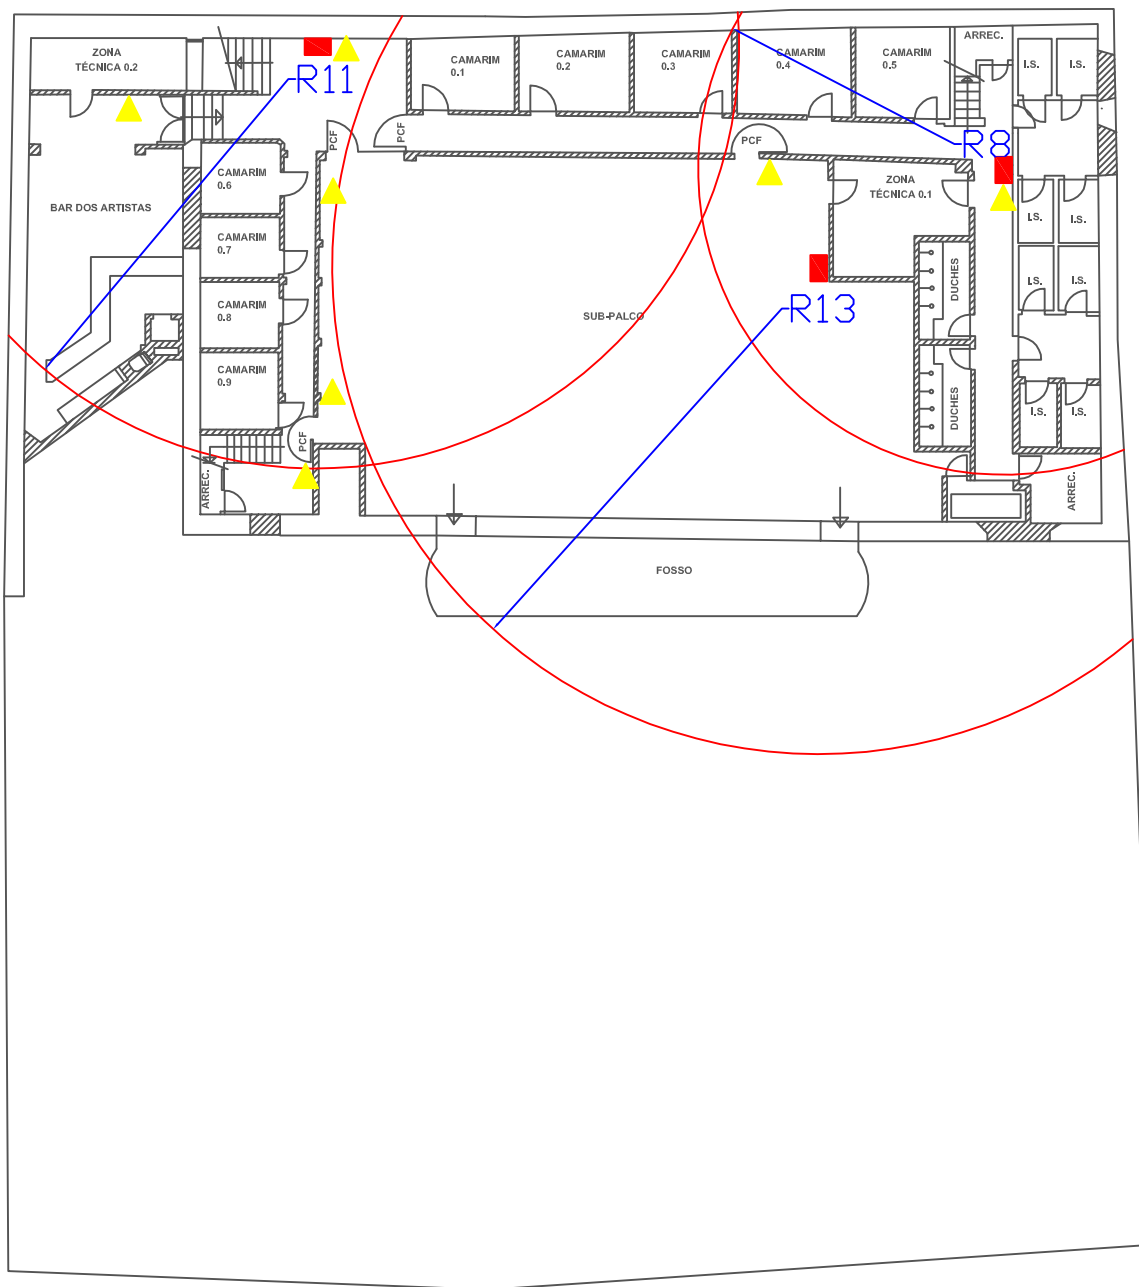 ZONA
TÉCNICA 0.2
R11
CAMARIM
0.1
CAMARIM
0.2
CAMARIM
0.3
CAMARIM
0.4
CAMARIM
0.5
ARREC.
I.S.
I.S.
PCF
PCF
PCF
R8
CAMARIM
0.6
ZONA
TÉCNICA 0.1
BAR DOS ARTISTAS
I.S.
I.S.
CAMARIM
0.7
DUCHES
I.S.
I.S.
CAMARIM
0.8
R13
SUB-PALCO
CAMARIM
0.9
DUCHES
I.S.
I.S.
PCF
ARREC.
ARREC.
FOSSO